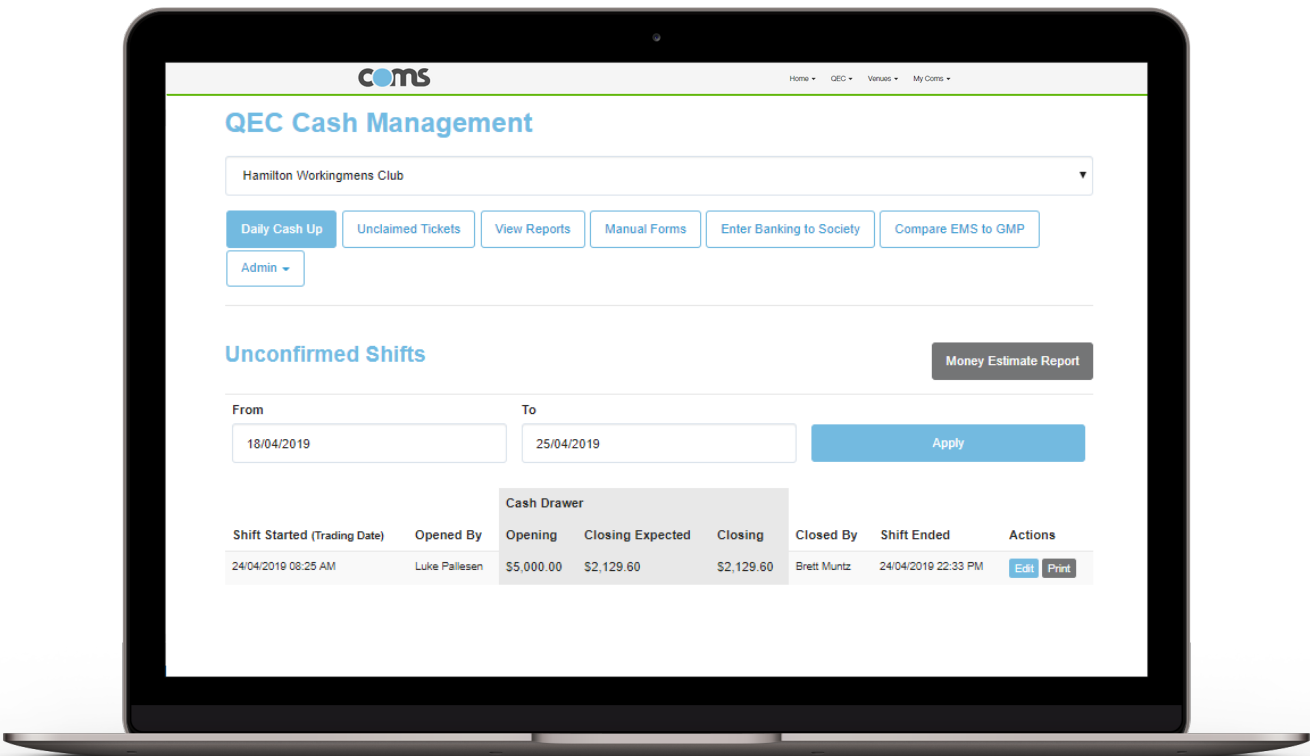 coms
Home QEC Venues My Coms
QEC Cash Management
Hamilton Workingmens Club
Daily Cash Up Unclaimed Tickets View Reports Manual Forms Enter Banking to Society Compare EMS to GMP
Admin
Unconfirmed Shifts
Money Estimate Report
From To
18/04/2019 25/04/2019 Apply
Cash Drawer
Shift Started (Trading Date) Opened By Opening Closing Expected Closing Closed By Shift Ended Actions
24/04/2019 08:25 AM Luke Pallesen $5,000.00 $2,129.60 $2,129.60 Brett Muntz 24/04/2019 22:33 PM Edit Print